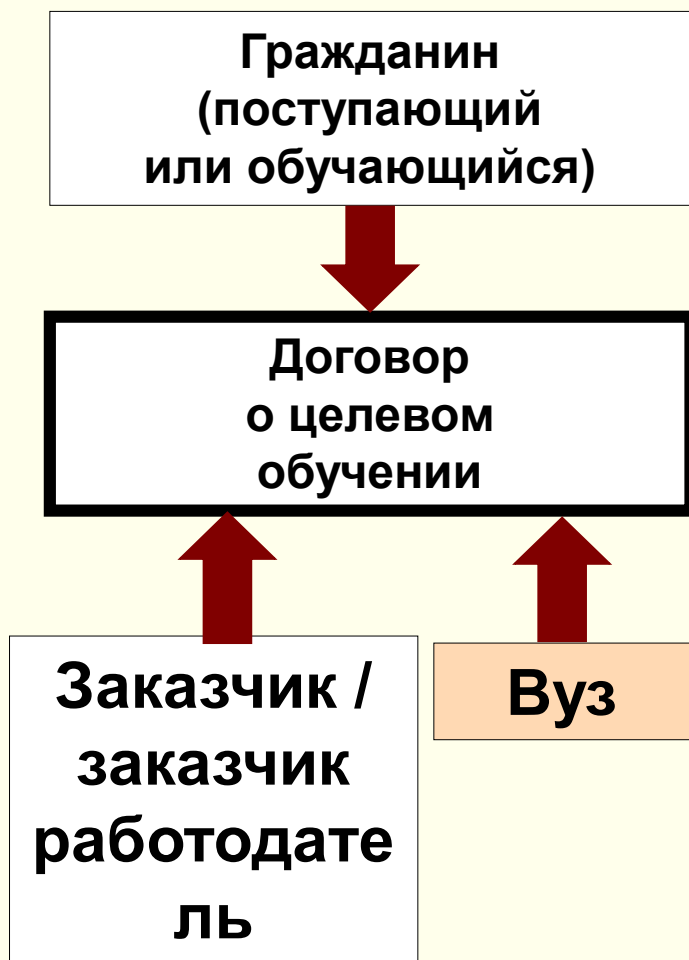 Гражданин
(поступающий
или обучающийся)
Договор
о целевом
обучении
Заказчик /
заказчик
работодате
ль
Вуз